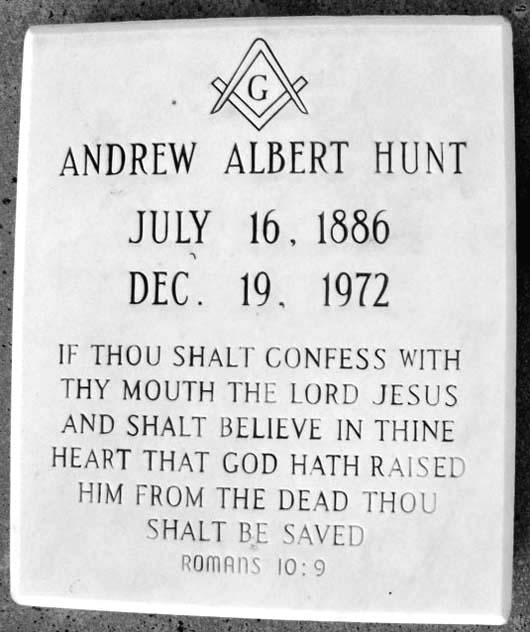 G
ANDREW ALBERT HUNT
JULY 16, 1886
DEC. 19, 1972
IF THOU SHALT CONFESS WITH
THY MOUTH THE LORD JESUS
AND SHALT BELIEVE IN THINE
HEART THAT GOD HATH RAISED
HIM FROM THE DEAD THOU
SHALT BE SAVED
ROMANS 10:9